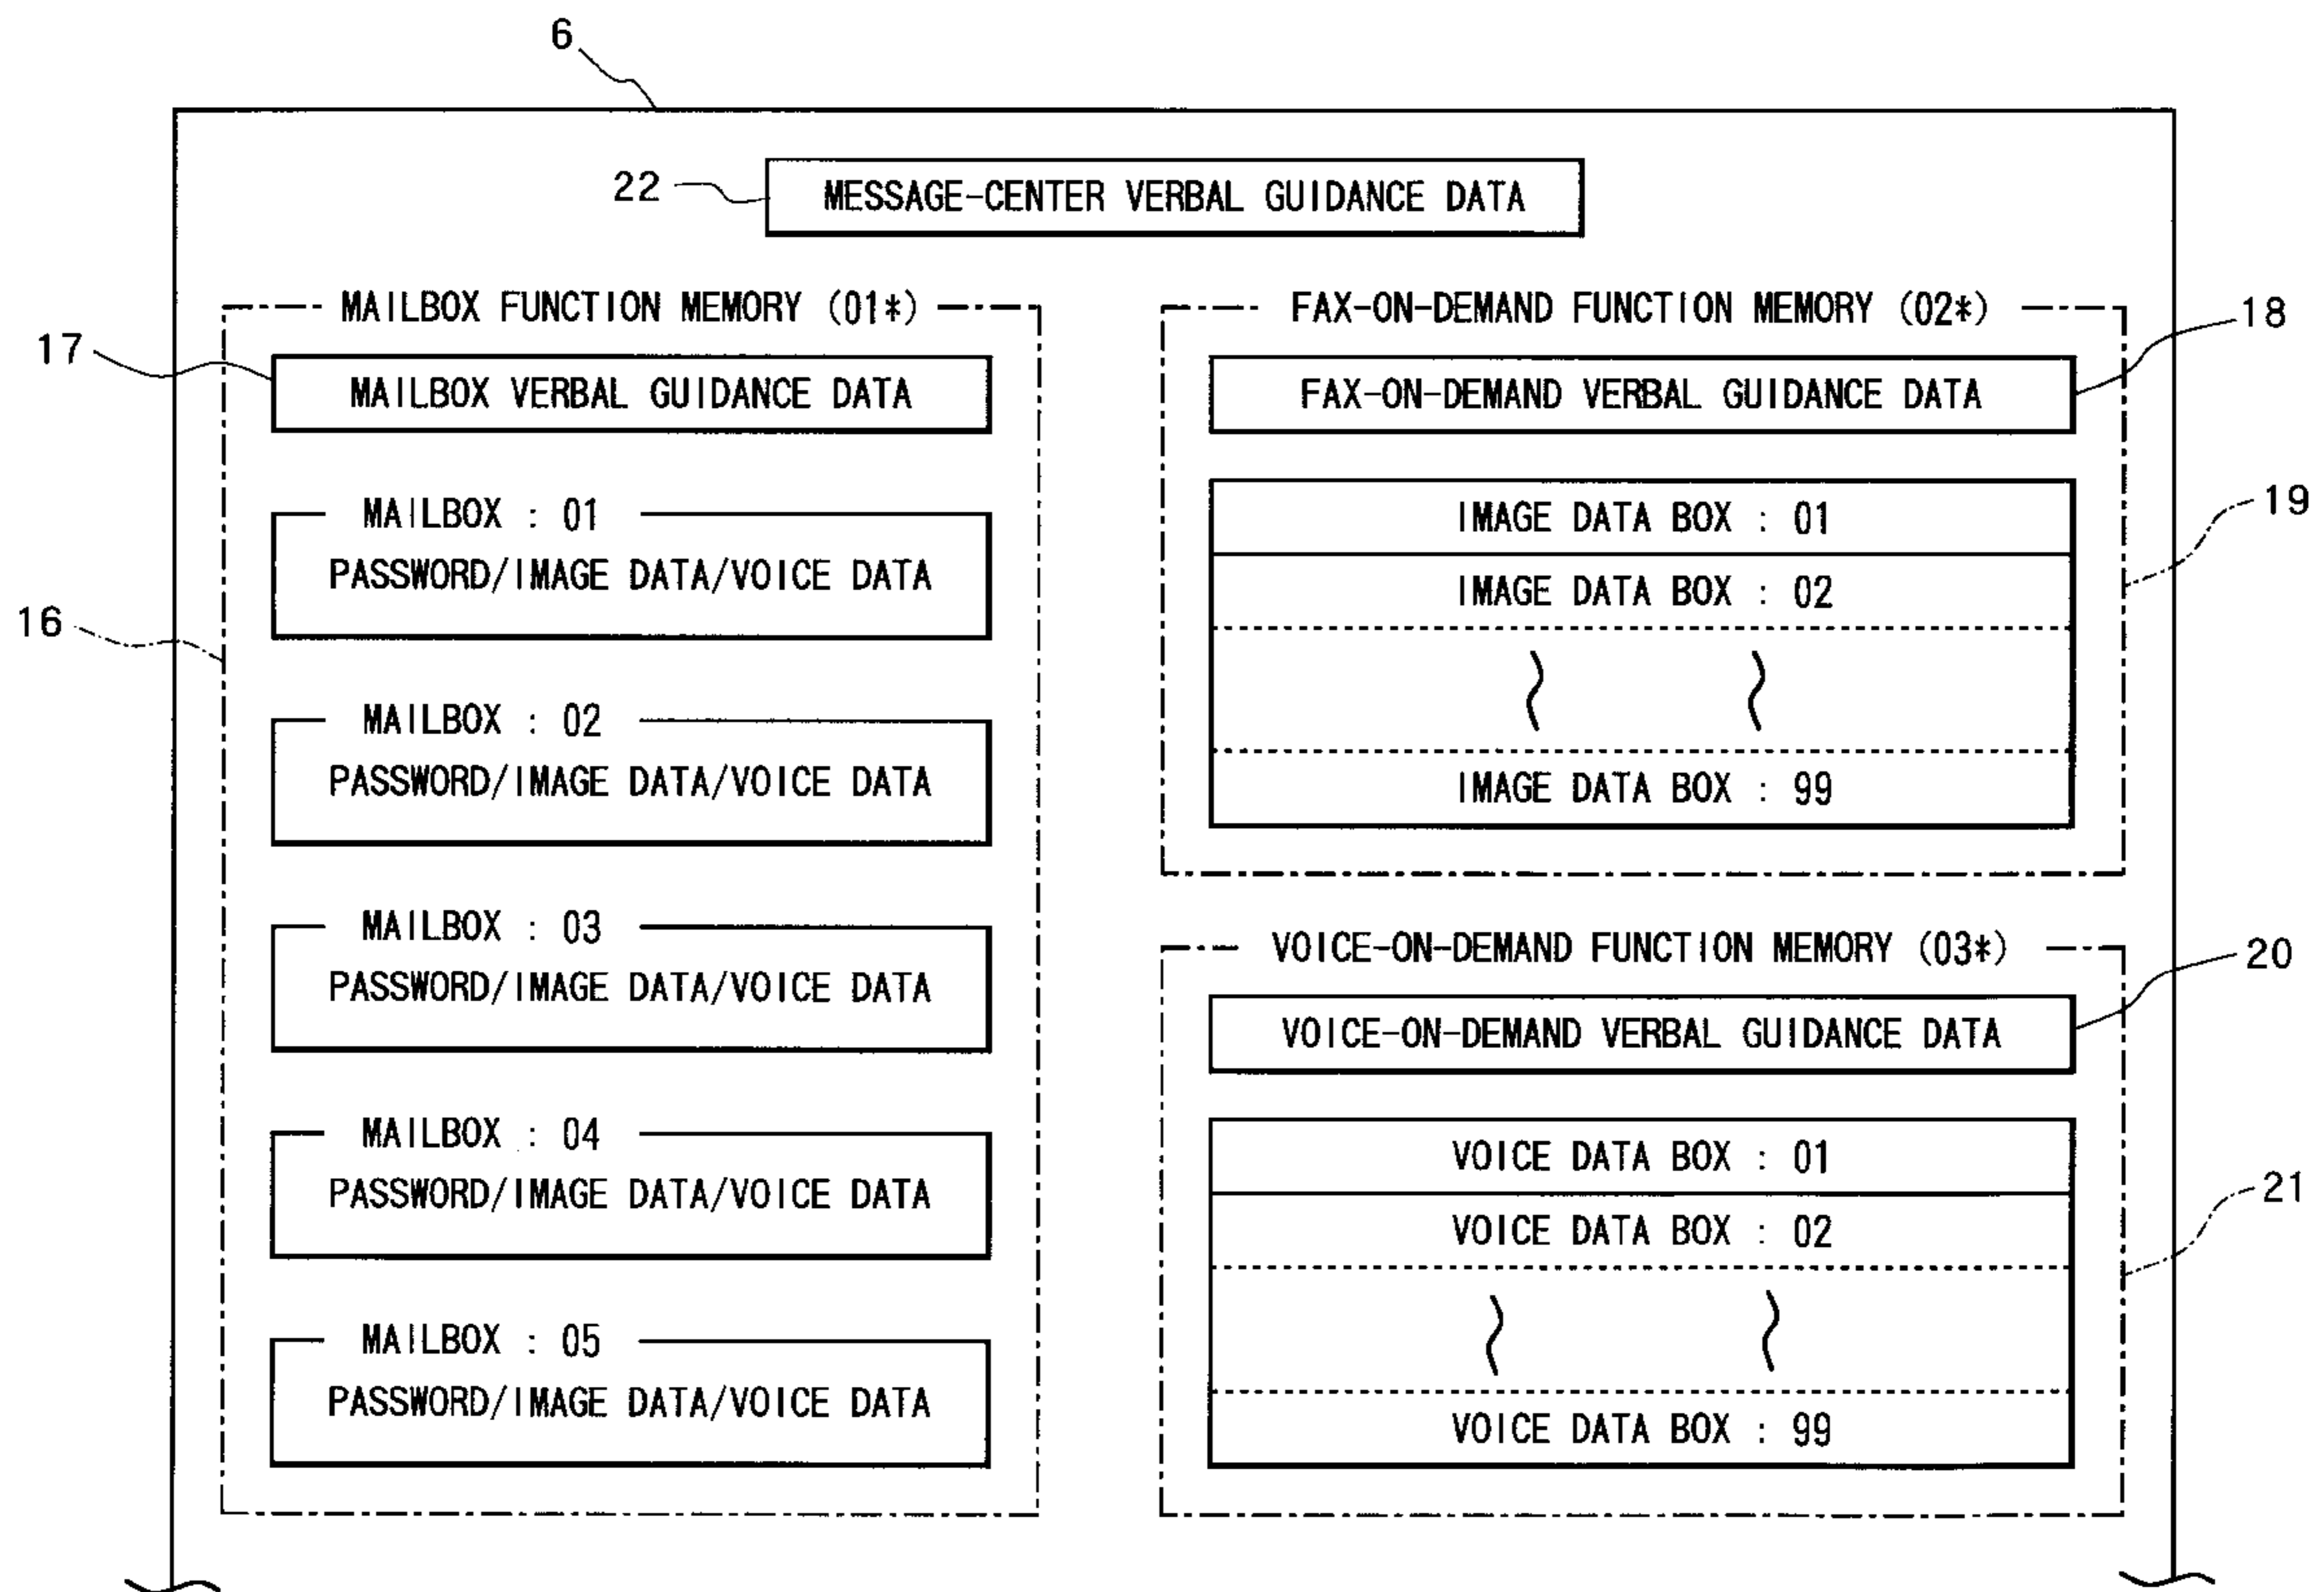 6
22
MESSAGE-CENTER VERBAL GUIDANCE DATA
MAILBOX FUNCTION MEMORY (01*)
17
MAILBOX VERBAL GUIDANCE DATA
MAILBOX : 01
PASSWORD/IMAGE DATA/VOICE DATA
16
MAILBOX : 02
PASSWORD/IMAGE DATA/VOICE DATA
MAILBOX : 03
PASSWORD/IMAGE DATA/VOICE DATA
MAILBOX : 04
PASSWORD/IMAGE DATA/VOICE DATA
MAILBOX : 05
PASSWORD/IMAGE DATA/VOICE DATA
FAX-ON-DEMAND FUNCTION MEMORY (02*)
18
FAX-ON-DEMAND VERBAL GUIDANCE DATA
19
IMAGE DATA BOX : 01
IMAGE DATA BOX : 02
IMAGE DATA BOX : 99
VOICE-ON-DEMAND FUNCTION MEMORY (03*)
20
VOICE-ON-DEMAND VERBAL GUIDANCE DATA
VOICE DATA BOX : 01
21
VOICE DATA BOX : 02
VOICE DATA BOX : 99